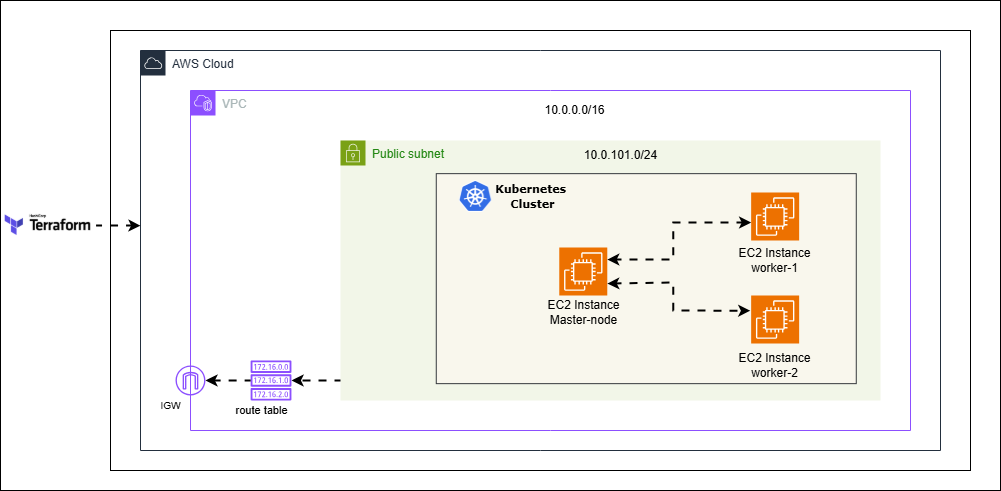 AWS Cloud
VPC
10.0.0.0/16
Public subnet
10.0.101.0/24
Kubernetes
Cluster
HashiCorp
Terraform
EC2 Instance
worker-1
EC2 Instance
Master-node
EC2 Instance
worker-2
172.16.0.0
172.16.1.0
172.16.2.0
IGW
route table